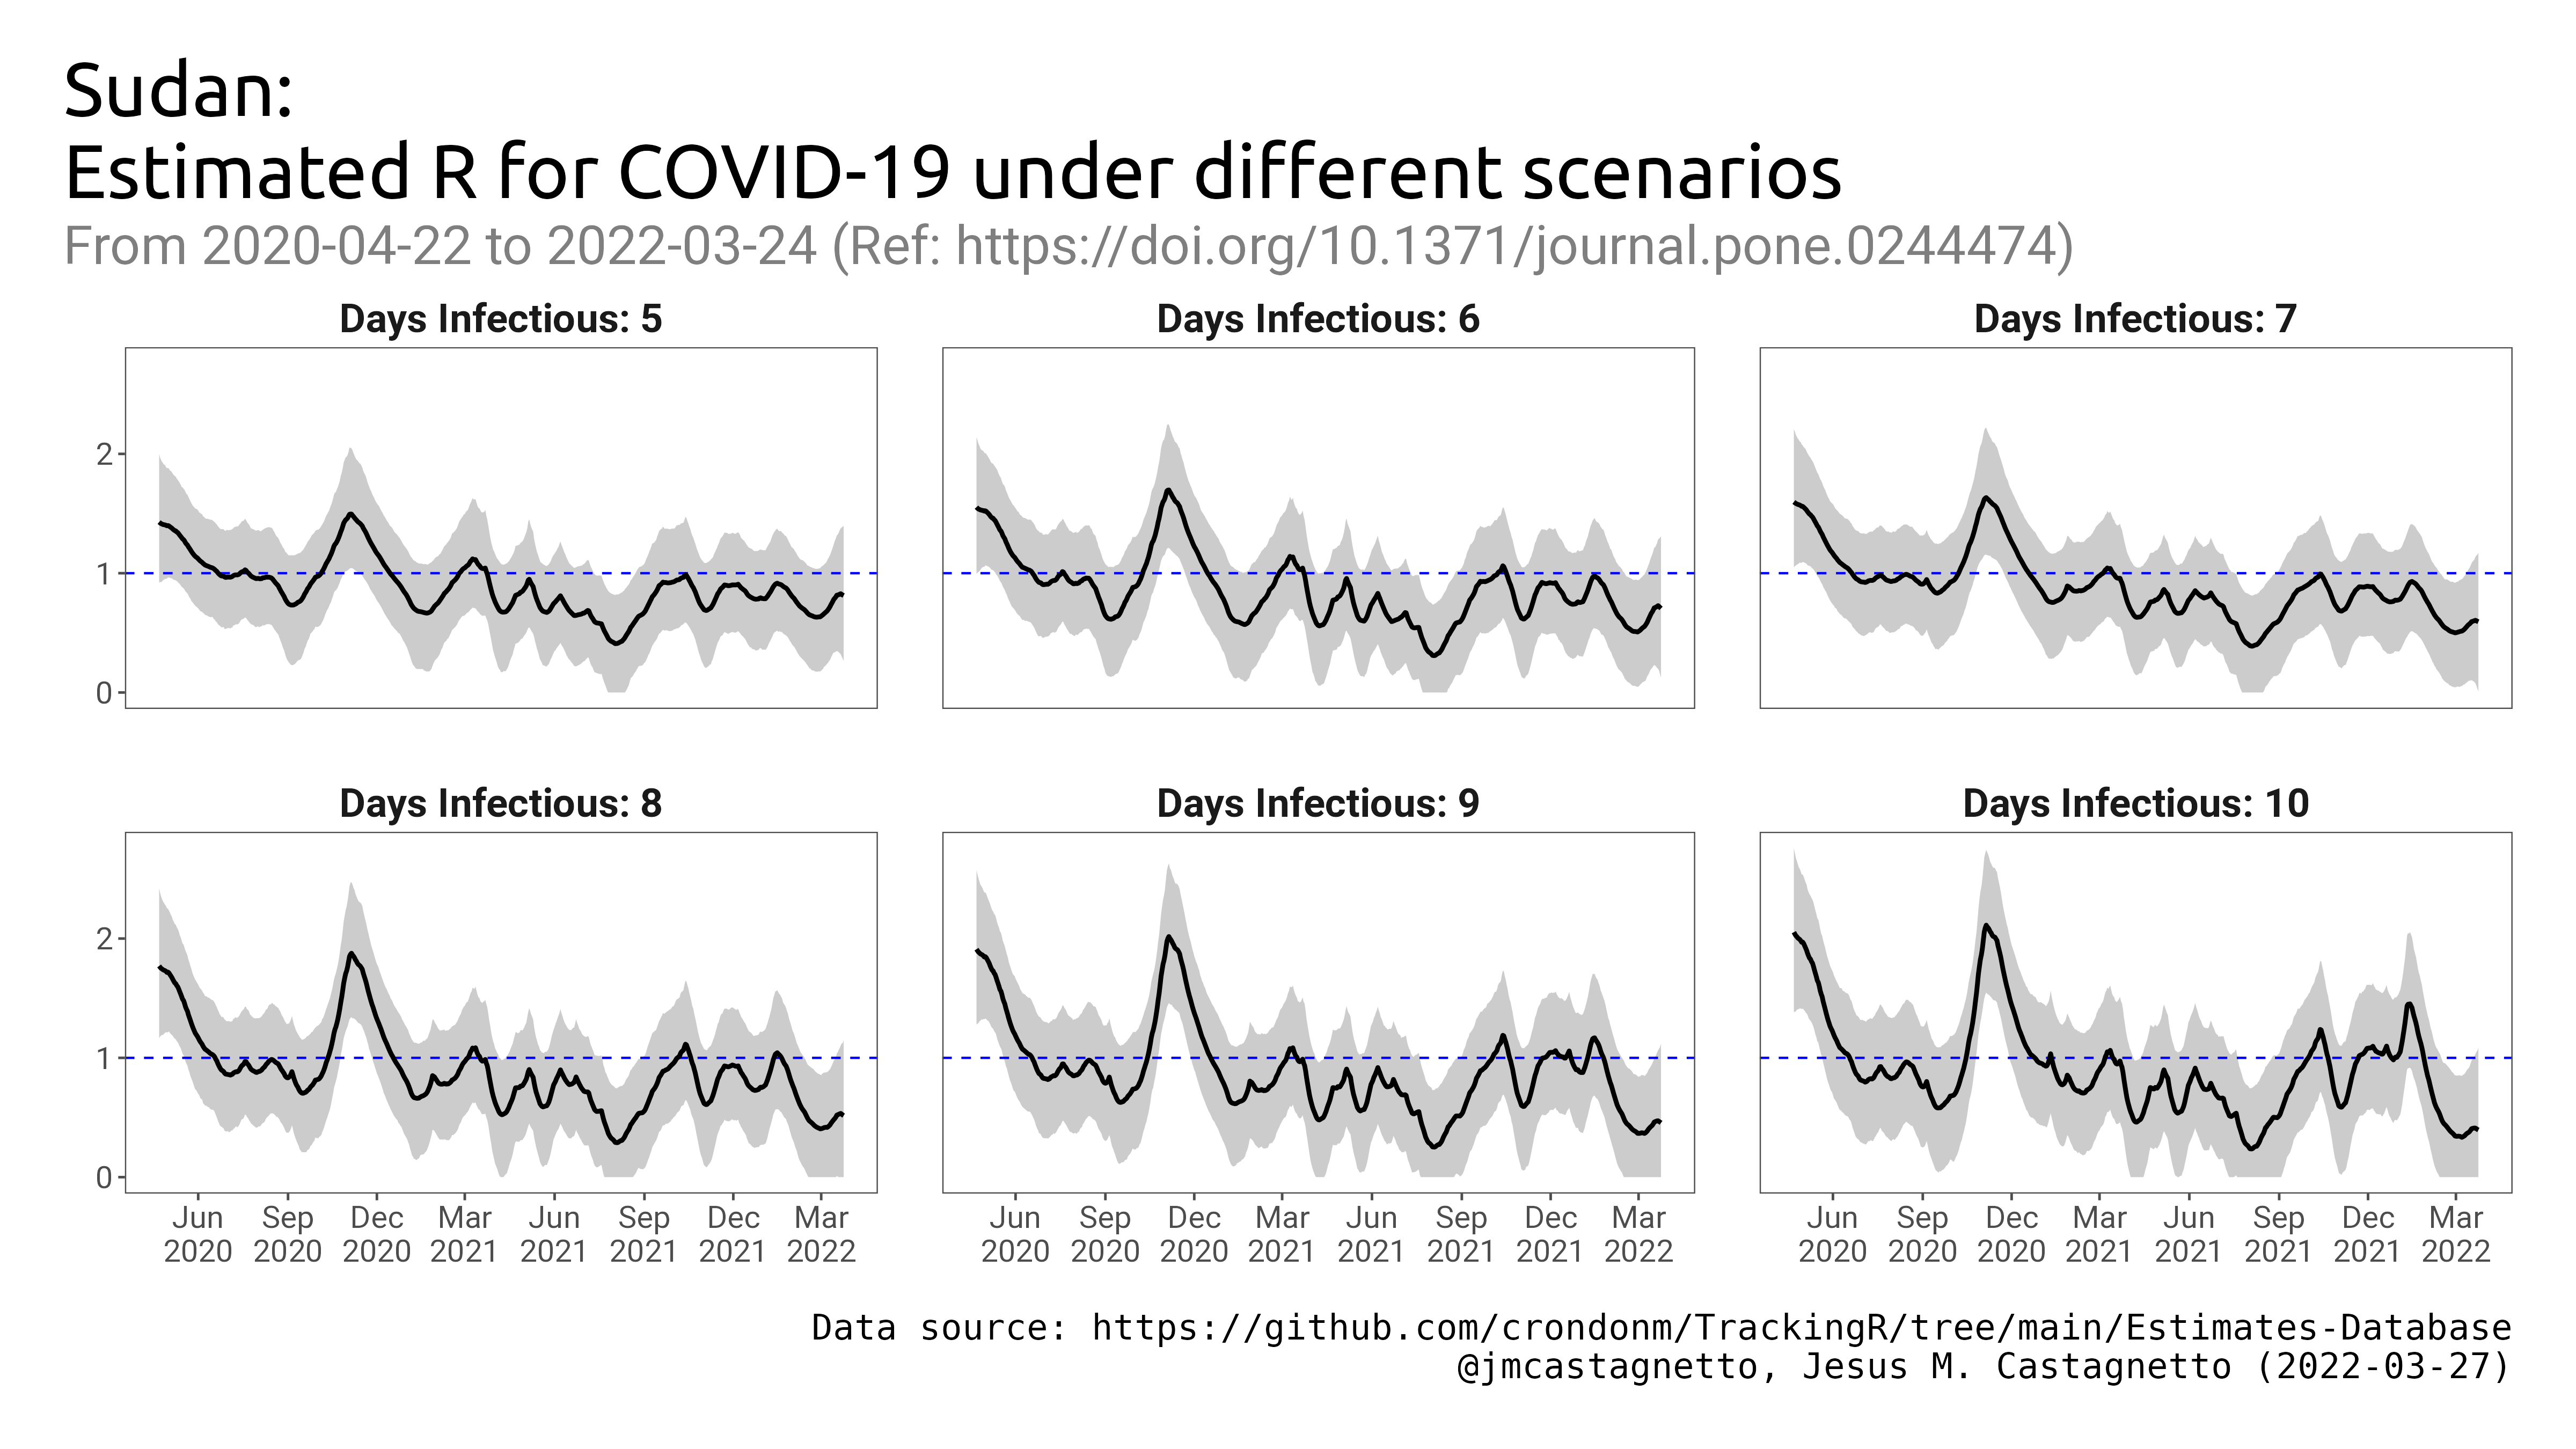 Sudan:
Estimated R for COVID-19 under different scenarios
From 2020-04-22 to 2022-03-24 (Ref: https://doi.org/10.1371/journal.pone.0244474)
Days Infectious: 5
Days Infectious: 6
Days Infectious: 7
2
1
0
Days Infectious: 8
Days Infectious: 9
Days Infectious: 10
2
1
0
Jun Sep Dec Mar Jun Sep Dec Mar
2020 2020 2020 2021 2021 2021 2021 2022
Jun Sep Dec Mar Jun Sep Dec Mar
2020 2020 2020 2021 2021 2021 2021 2022
Jun Sep Dec Mar Jun Sep Dec Mar
2020 2020 2020 2021 2021 2021 2021 2022
Data source: https://github.com/crondonm/TrackingR/tree/main/Estimates-Database
@jmcastagnetto, Jesus M. Castagnetto (2022-03-27)